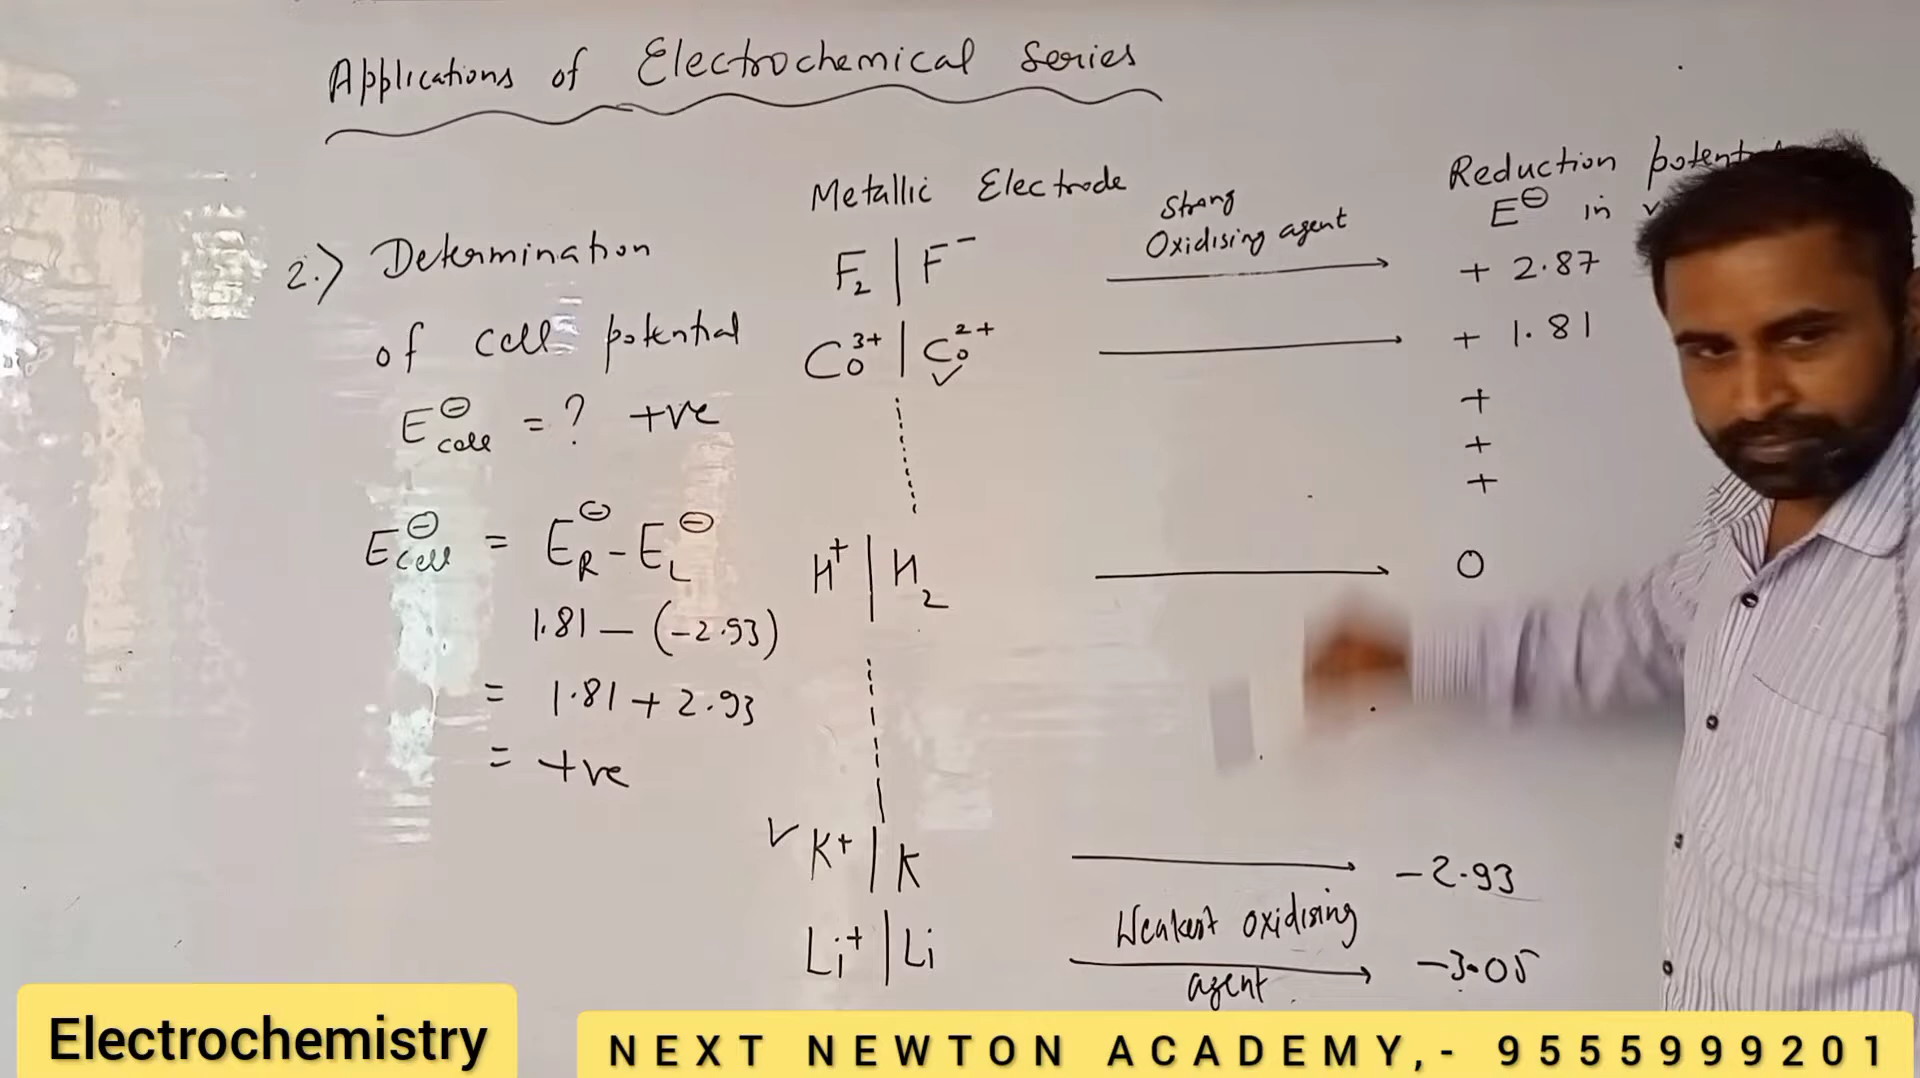 Applications of Electrochemical Series
2.) Determination
of cell potential
E⊖cell = ? +ve
E⊖cell = E⊖R - E⊖L
1.81 — (-2.93)
= 1.81 + 2.93
= +ve
Metallic Electrode
F2 | F⁻
Co³⁺ | Co²⁺
H⁺ | H2
✓ K⁺ | K
Li⁺ | Li
Strong
Oxidising agent
Weakest oxidising
agent
Reduction
E⊖ in
+ 2.87
+ 1.81
+
+
+
0
-2.93
-3.05
Electrochemistry
NEXT NEWTON ACADEMY,- 9555999201